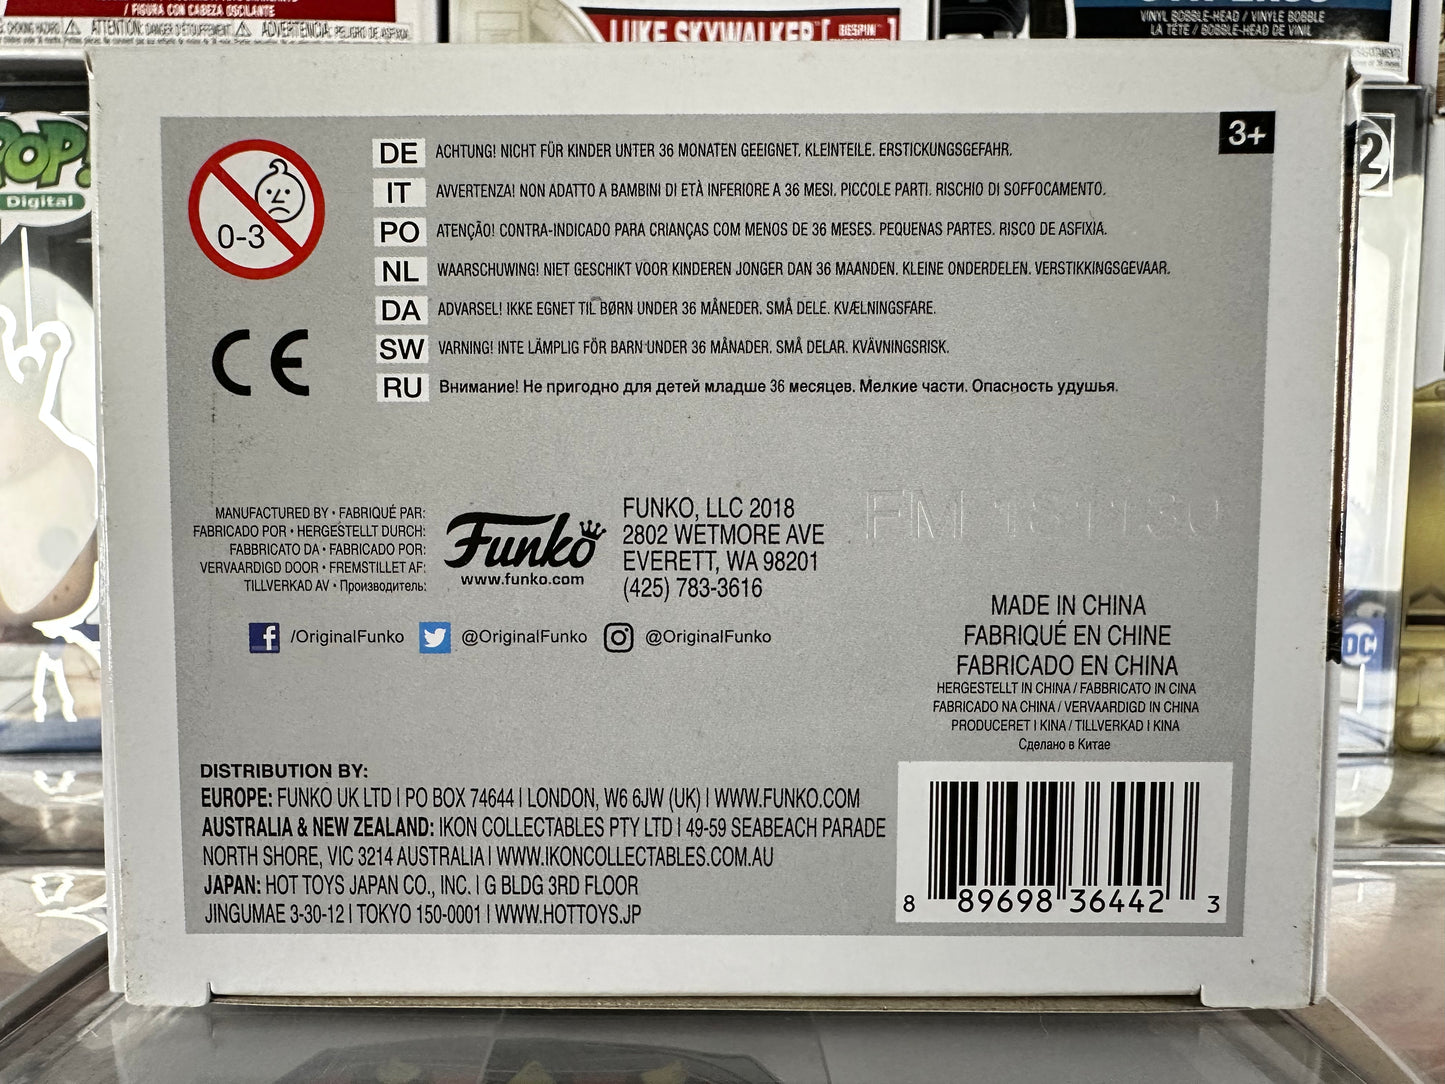 / FIGURA CON CABEZA OSCILANTE
LUKE SKYWALKER [BESPIN
VINYL BOBBLE-HEAD / VINYLE BOBBLE
LA TÊTE / BOBBLE-HEAD DE VINIL
POP!
Digital
2
DC
3+
0-3
DE ACHTUNG! NICHT FÜR KINDER UNTER 36 MONATEN GEEIGNET. KLEINTEILE. ERSTICKUNGSGEFAHR.
IT AVVERTENZA! NON ADATTO A BAMBINI DI ETÀ INFERIORE A 36 MESI. PICCOLE PARTI. RISCHIO DI SOFFOCAMENTO.
PO ATENÇÃO! CONTRA-INDICADO PARA CRIANÇAS COM MENOS DE 36 MESES. PEQUENAS PARTES. RISCO DE ASFIXIA.
NL WAARSCHUWING! NIET GESCHIKT VOOR KINDEREN JONGER DAN 36 MAANDEN. KLEINE ONDERDELEN. VERSTIKKINGSGEVAAR.
DA ADVARSEL! IKKE EGNET TIL BØRN UNDER 36 MÅNEDER. SMÅ DELE. KVÆLNINGSFARE.
SW VARNING! INTE LÄMPLIG FÖR BARN UNDER 36 MÅNADER. SMÅ DELAR. KVÄVNINGSRISK.
RU Внимание! Не пригодно для детей младше 36 месяцев. Мелкие части. Опасность удушья.
CE
MANUFACTURED BY • FABRIQUÉ PAR:
FABRICADO POR • HERGESTELLT DURCH:
FABBRICATO DA • FABRICADO POR:
VERVAARDIGD DOOR • FREMSTILLET AF:
TILLVERKAD AV • Производитель:
Funko
www.funko.com
FUNKO, LLC 2018
2802 WETMORE AVE
EVERETT, WA 98201
(425) 783-3616
/OriginalFunko @OriginalFunko @OriginalFunko
MADE IN CHINA
FABRIQUÉ EN CHINE
FABRICADO EN CHINA
HERGESTELLT IN CHINA / FABBRICATO IN CINA
FABRICADO NA CHINA / VERVAARDIGD IN CHINA
PRODUCERET I KINA / TILLVERKAD I KINA
Сделано в Китае
DISTRIBUTION BY:
EUROPE: FUNKO UK LTD | PO BOX 74644 | LONDON, W6 6JW (UK) | WWW.FUNKO.COM
AUSTRALIA & NEW ZEALAND: IKON COLLECTABLES PTY LTD | 49-59 SEABEACH PARADE
NORTH SHORE, VIC 3214 AUSTRALIA | WWW.IKONCOLLECTABLES.COM.AU
JAPAN: HOT TOYS JAPAN CO., INC. | G BLDG 3RD FLOOR
JINGUMAE 3-30-12 | TOKYO 150-0001 | WWW.HOTTOYS.JP
8 89698 36442 3